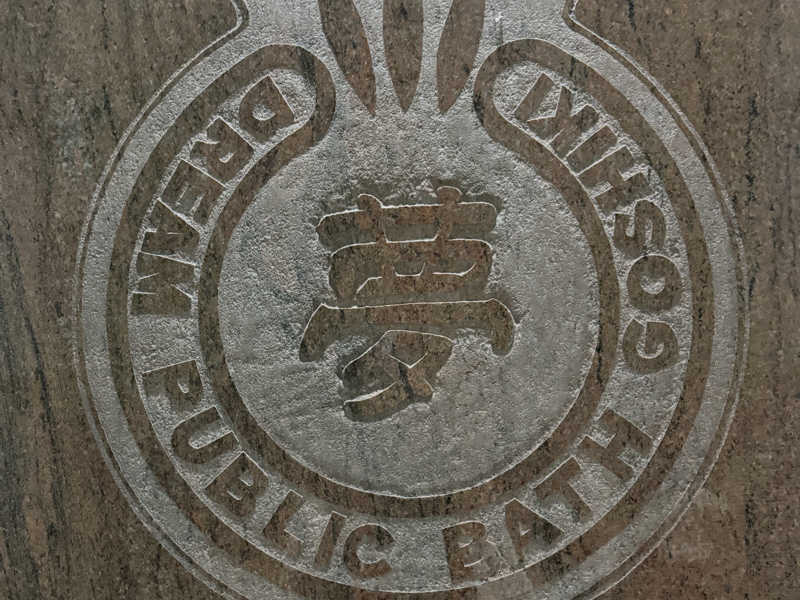 DREAM PUBLIC BATH GOSHIKI
夢